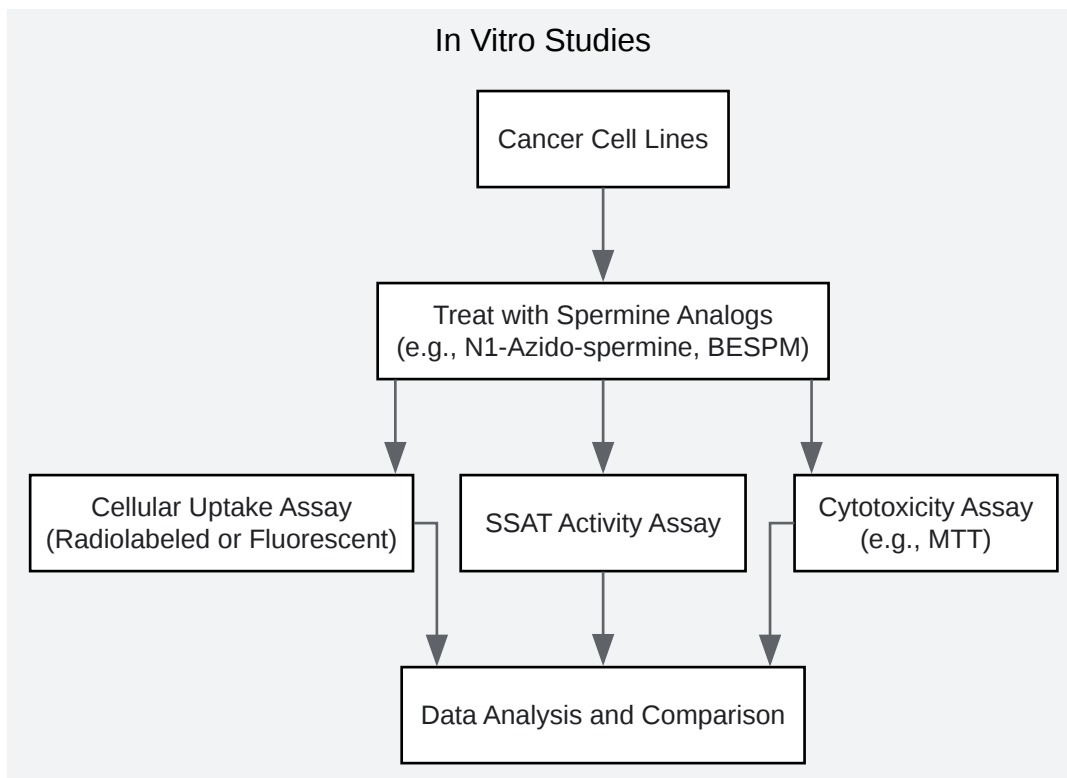 In Vitro Studies
Cancer Cell Lines
Treat with Spermine Analogs
(e.g., N1-Azido-spermine, BESPM)
Cellular Uptake Assay
(Radiolabeled or Fluorescent)
SSAT Activity Assay
Cytotoxicity Assay
(e.g., MTT)
Data Analysis and Comparison